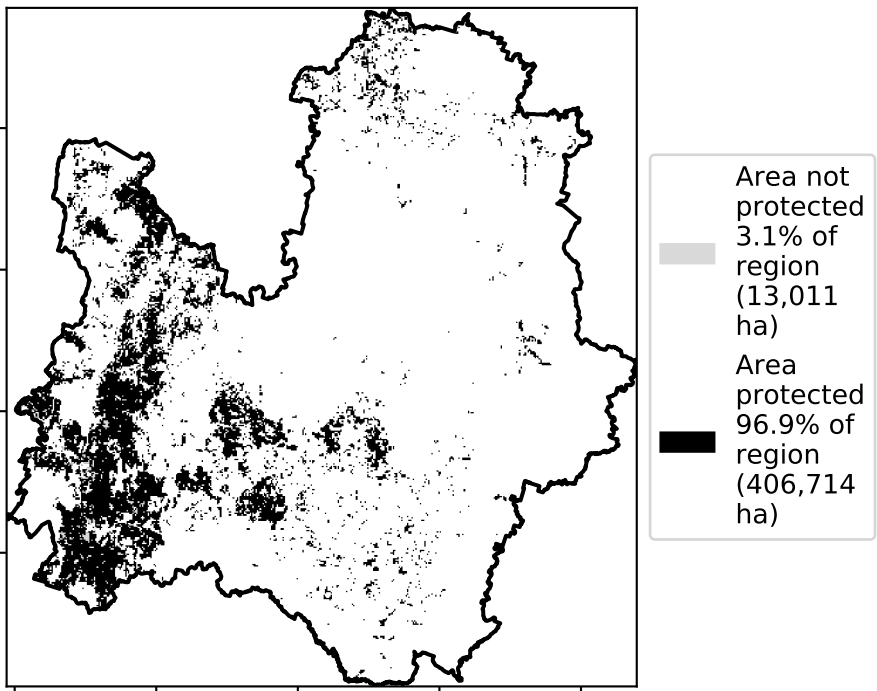 Area not
protected
3.1% of
region
(13,011
ha)
Area
protected
96.9% of
region
(406,714
ha)